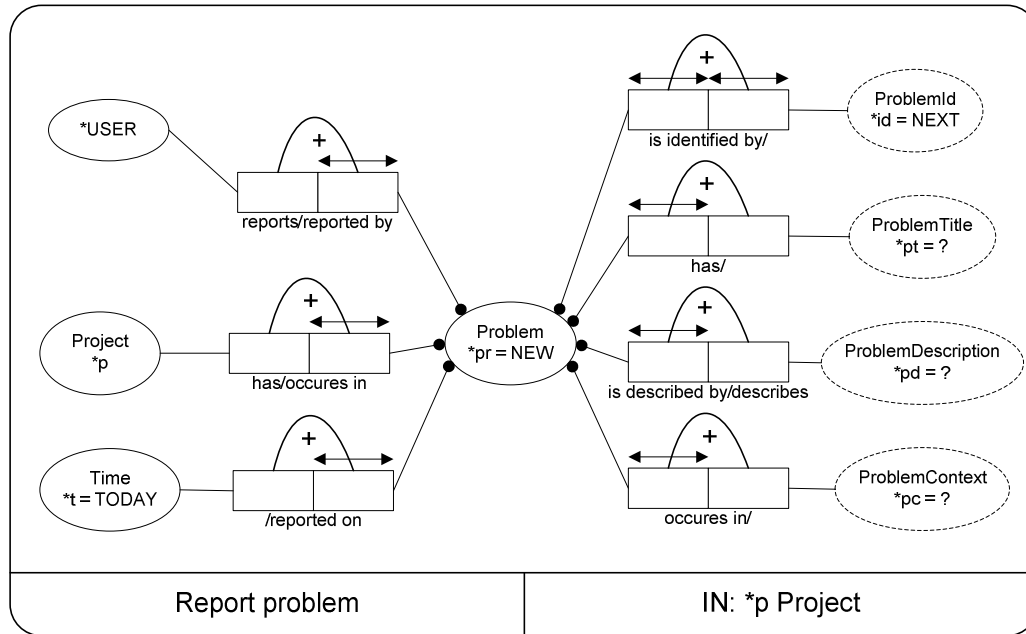 *USER
+
reports/reported by
Project
*p
+
has/occures in
Time
*t = TODAY
+
/reported on
Problem
*pr = NEW
+
is identified by/
ProblemId
*id = NEXT
+
has/
ProblemTitle
*pt = ?
+
is described by/describes
ProblemDescription
*pd = ?
+
occures in/
ProblemContext
*pc = ?
Report problem
IN: *p Project